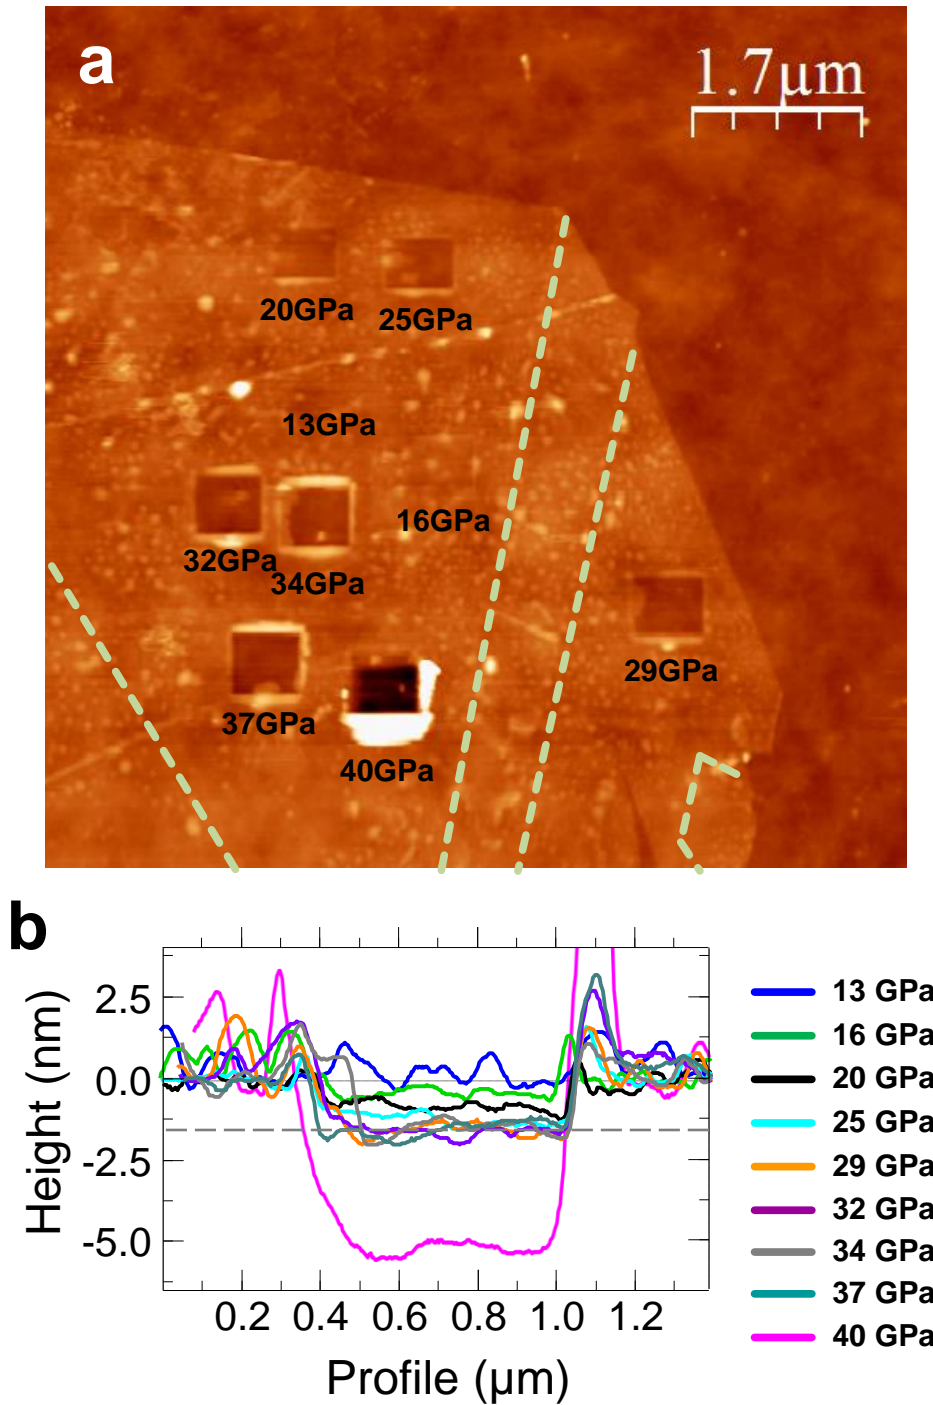 a
1.7µm
20GPa
25GPa
13GPa
16GPa
32GPa
34GPa
29GPa
37GPa
40GPa
b
Height (nm)
2.5
0.0
-2.5
-5.0
0.2 0.4 0.6 0.8 1.0 1.2
Profile (µm)
13 GPa
16 GPa
20 GPa
25 GPa
29 GPa
32 GPa
34 GPa
37 GPa
40 GPa